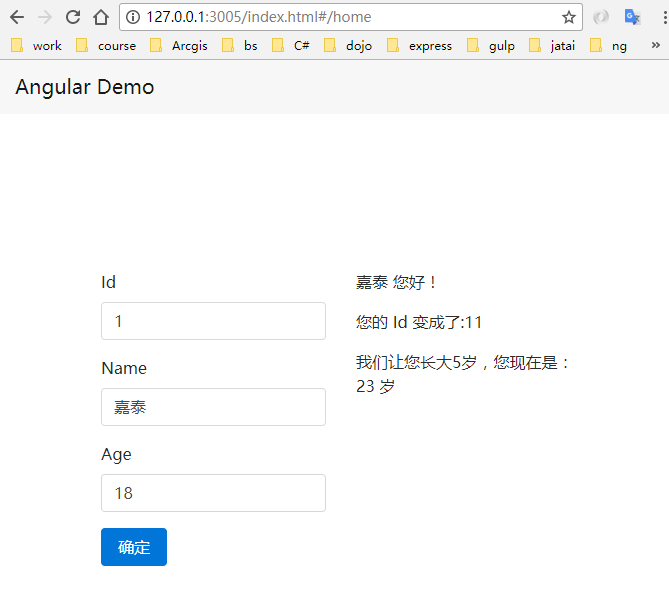 127.0.0.1:3005/index.html#/home
work course Arcgis bs C# dojo express gulp jatai ng »
Angular Demo
Id
1
Name
嘉泰
Age
18
确定
嘉泰 您好！
您的 Id 变成了:11
我们让您长大5岁，您现在是：
23 岁